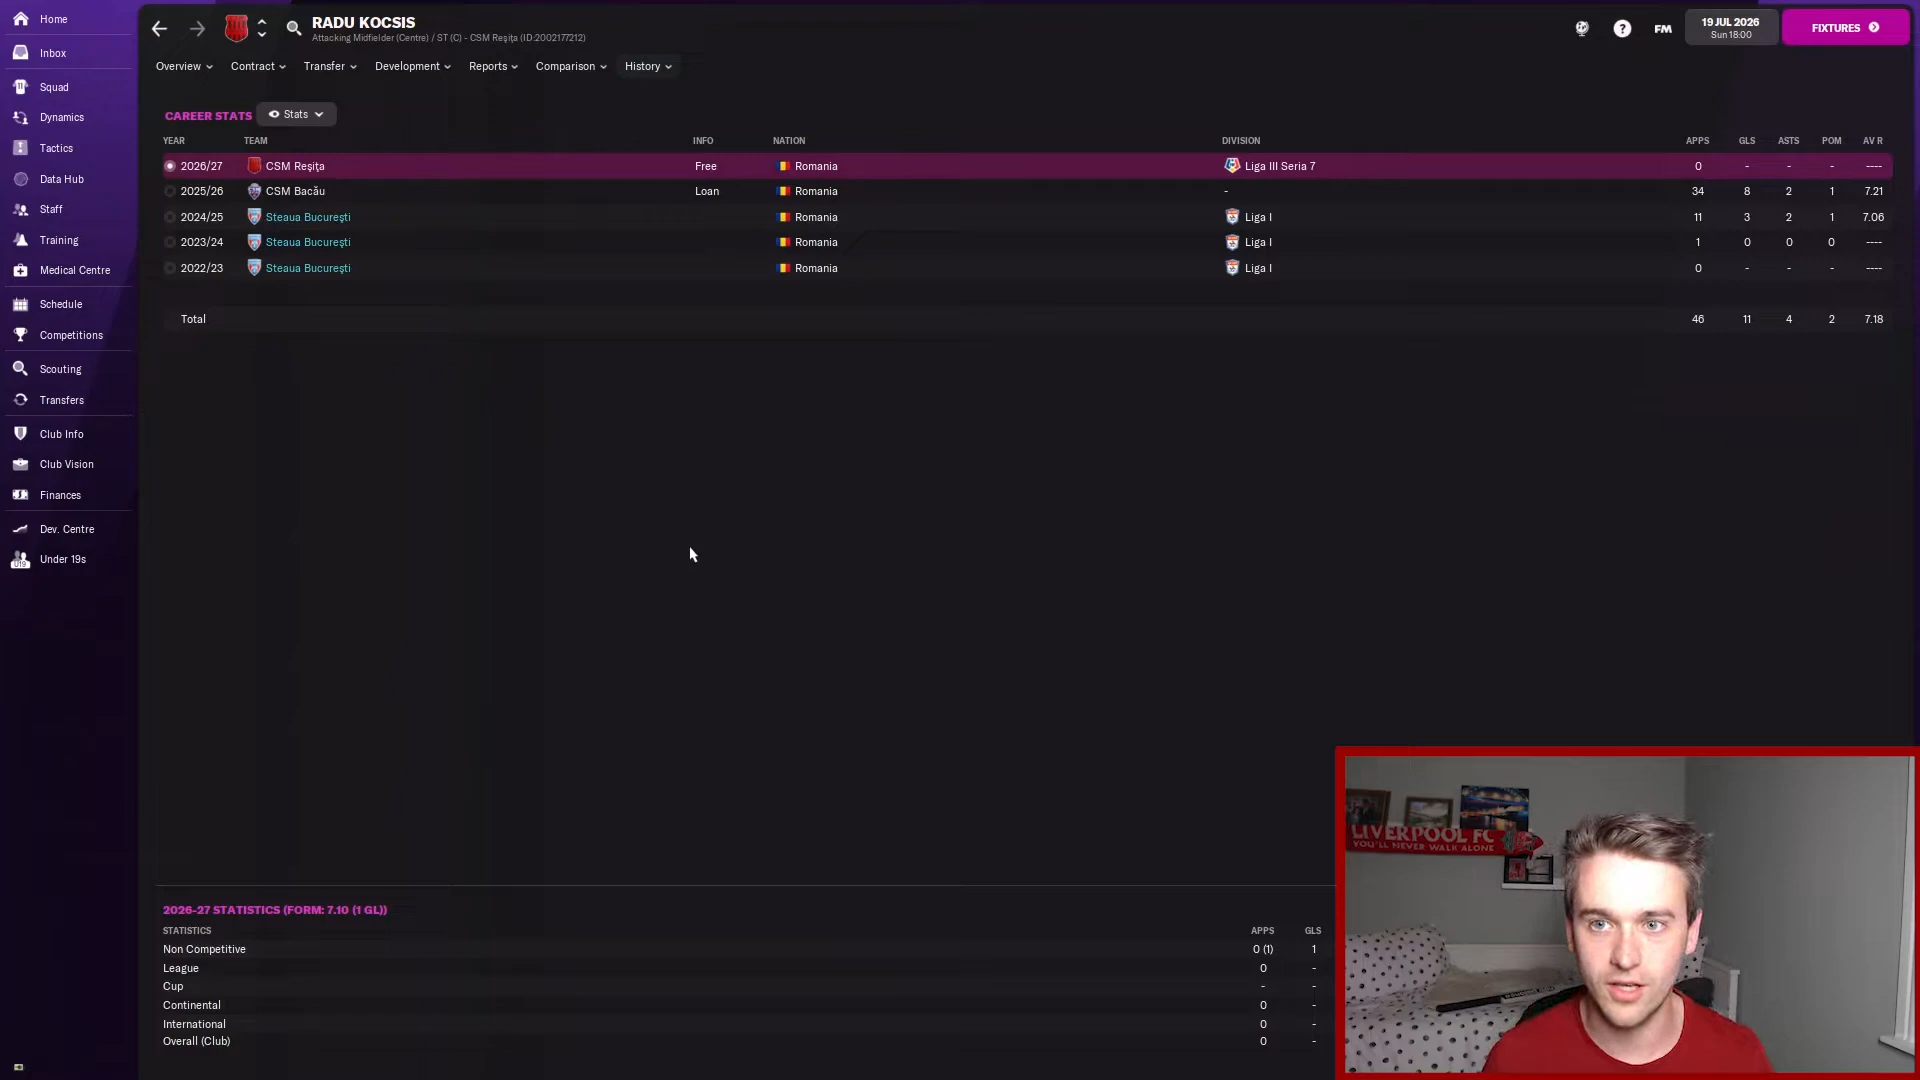 Home
Inbox
Squad
Dynamics
Tactics
Data Hub
Staff
Training
Medical Centre
Schedule
Competitions
Scouting
Transfers
Club Info
Club Vision
Finances
Dev. Centre
Under 19s
RADU KOCSIS
Attacking Midfielder (Centre) / ST (C) - CSM Reşiţa (ID:2002177212)
FM
19 JUL 2026
Sun 18:00
FIXTURES
Overview Contract Transfer Development Reports Comparison History
CAREER STATS Stats
YEAR TEAM INFO NATION DIVISION APPS GLS ASTS POM AV R
2026/27 CSM Reşiţa Free Romania Liga III Seria 7 0 - - - ----
2025/26 CSM Bacău Loan Romania - 34 8 2 1 7.21
2024/25 Steaua Bucureşti Romania Liga I 11 3 2 1 7.06
2023/24 Steaua Bucureşti Romania Liga I 1 0 0 0 ----
2022/23 Steaua Bucureşti Romania Liga I 0 - - - ----
Total 46 11 4 2 7.18
2026-27 STATISTICS (FORM: 7.10 (1 GL))
STATISTICS APPS GLS
Non Competitive 0 (1) 1
League 0 -
Cup - -
Continental 0 -
International 0 -
Overall (Club) 0 -
LIVERPOOL FC
YOU'LL NEVER WALK ALONE